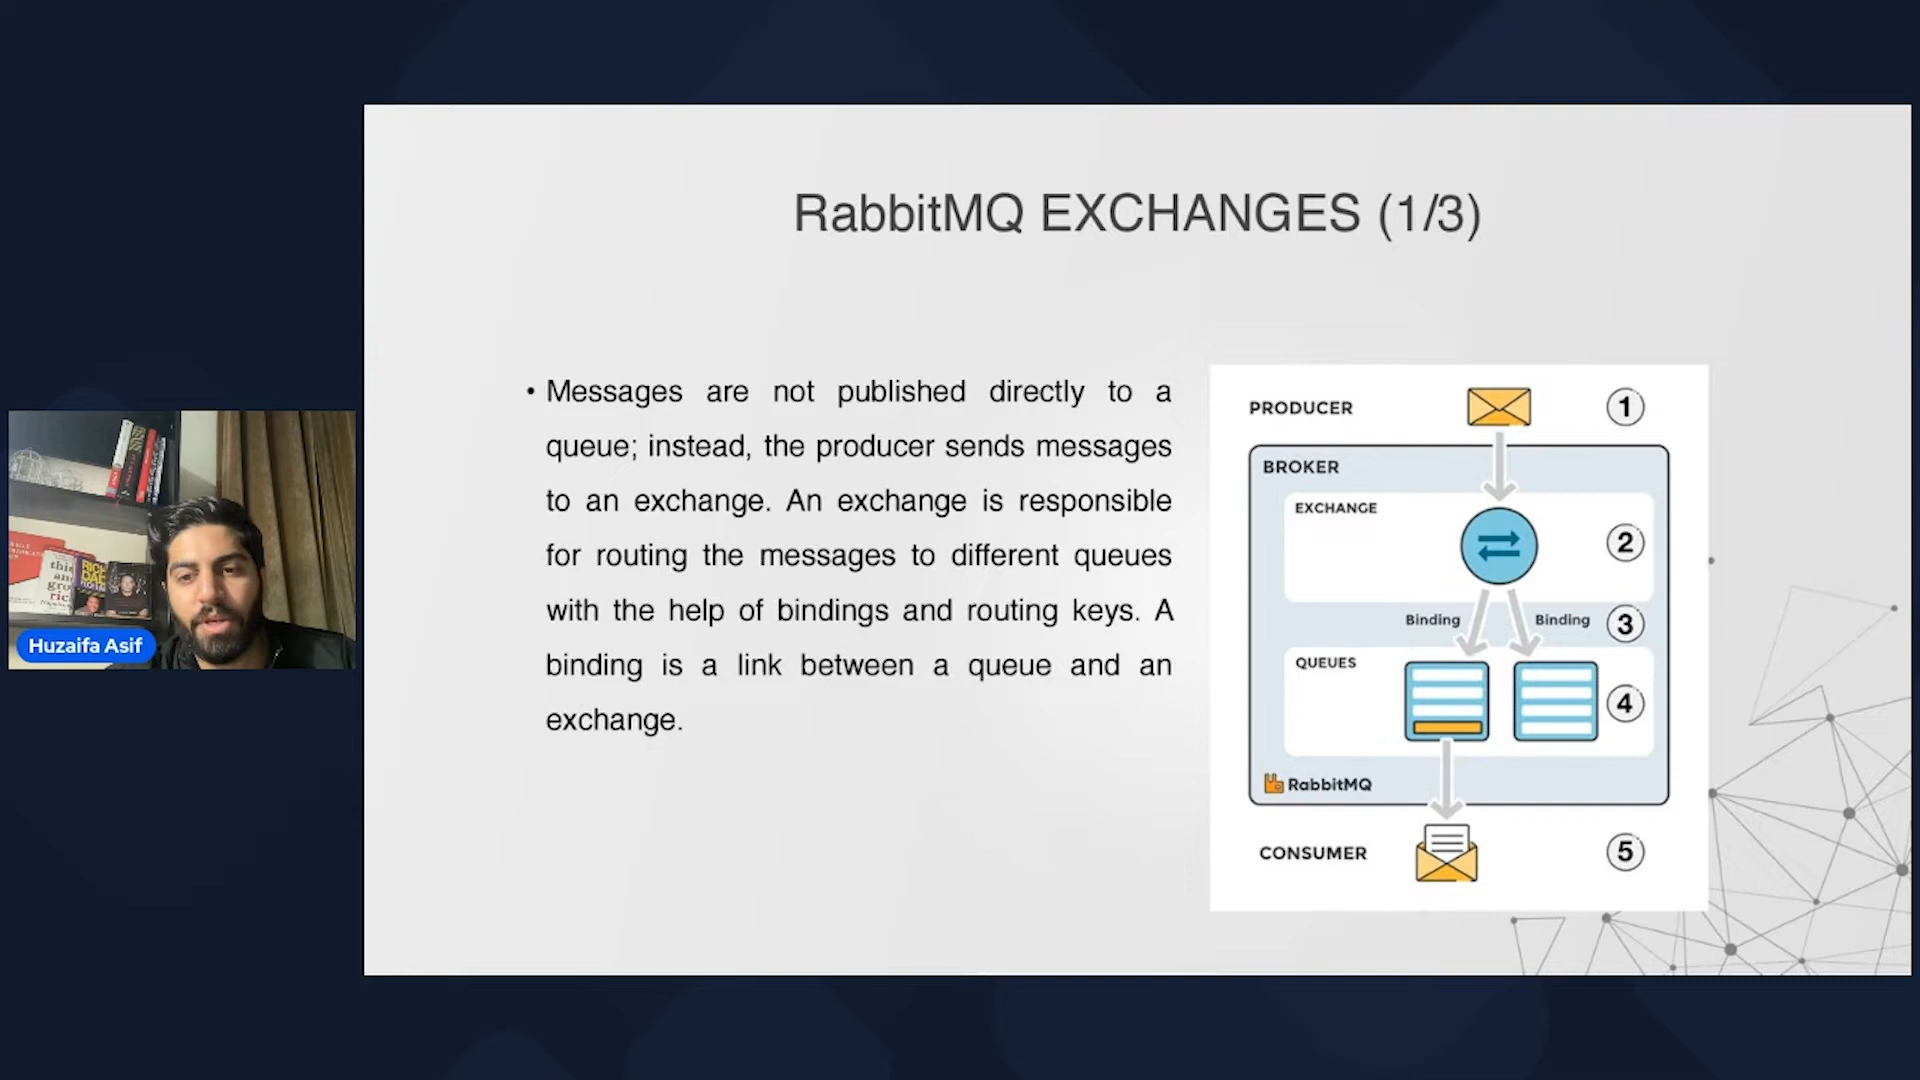 RabbitMQ EXCHANGES (1/3)
• Messages are not published directly to a
queue; instead, the producer sends messages
to an exchange. An exchange is responsible
for routing the messages to different queues
with the help of bindings and routing keys. A
binding is a link between a queue and an
exchange.
PRODUCER
1
BROKER
EXCHANGE
2
Binding
Binding
3
QUEUES
4
RabbitMQ
CONSUMER
5
RICH
DAD
Huzaifa Asif